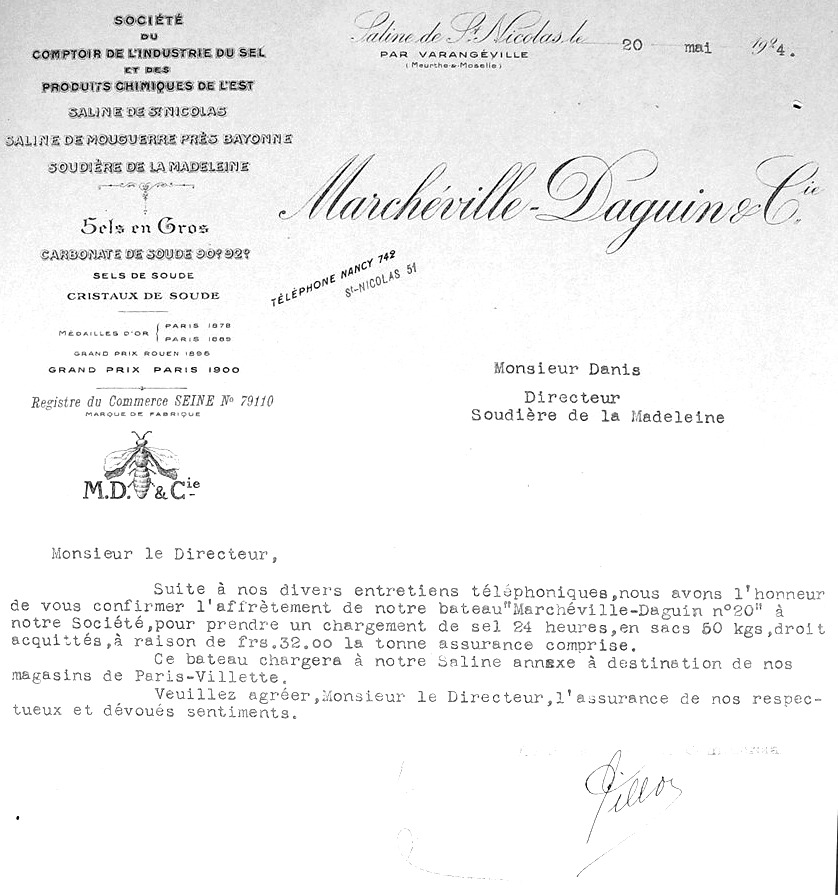 SOCIÉTÉ
DU
COMPTOIR DE L'INDUSTRIE DU SEL
ET DES
PRODUITS CHIMIQUES DE L'EST
SALINE DE ST NICOLAS
SALINE DE MOUGUERRE PRÈS BAYONNE
SOUDIÈRE DE LA MADELEINE
Sels en Gros
CARBONATE DE SOUDE 90° 92°
SELS DE SOUDE
CRISTAUX DE SOUDE
MÉDAILLES D'OR { PARIS 1878
PARIS 1889
GRAND PRIX ROUEN 1896
GRAND PRIX PARIS 1900
Registre du Commerce SEINE No 79110
MARQUE DE FABRIQUE
M.D. & Cie
Saline de St Nicolas, le 20 mai 1924.
PAR VARANGÉVILLE
(Meurthe-&-Moselle)
Marchéville-Daguin & Cie
TÉLÉPHONE NANCY 742
St-NICOLAS 51
Monsieur Danis
Directeur
Soudière de la Madeleine
Monsieur le Directeur,
Suite à nos divers entretiens téléphoniques,nous avons l'honneur
de vous confirmer l'affrètement de notre bateau"Marchéville-Daguin n°20" à
notre Société,pour prendre un chargement de sel 24 heures,en sacs 50 kgs,droit
acquittés,à raison de frs.32.00 la tonne assurance comprise.
Ce bateau chargera à notre Saline annexe à destination de nos
magasins de Paris-Villette.
Veuillez agréer,Monsieur le Directeur,l'assurance de nos respec-
tueux et dévoués sentiments.